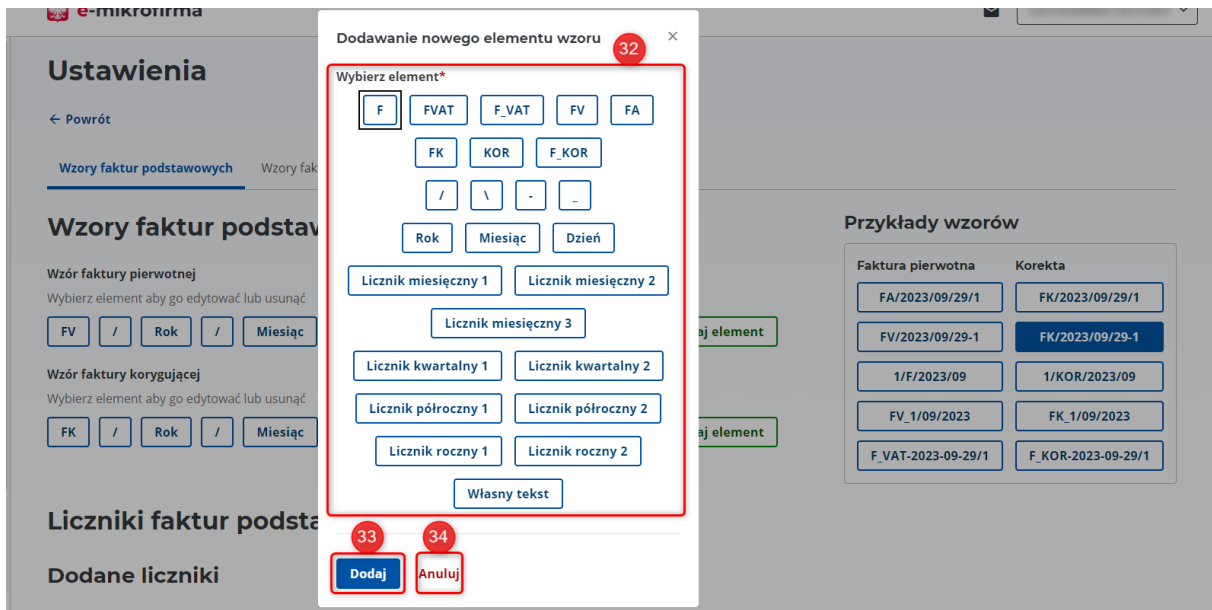 e-mikrofirma
Ustawienia
← Powrót
Wzory faktur podstawowych Wzory fak
Wzory faktur podstaw
Wzór faktury pierwotnej
Wybierz element aby go edytować lub usunąć
FV / Rok / Miesiąc
aj element
Wzór faktury korygującej
Wybierz element aby go edytować lub usunąć
FK / Rok / Miesiąc
aj element
Liczniki faktur podsta
Dodane liczniki
Dodawanie nowego elementu wzoru ×
32
Wybierz element*
F FVAT F_VAT FV FA
FK KOR F_KOR
/ \ - _
Rok Miesiąc Dzień
Licznik miesięczny 1 Licznik miesięczny 2
Licznik miesięczny 3
Licznik kwartalny 1 Licznik kwartalny 2
Licznik półroczny 1 Licznik półroczny 2
Licznik roczny 1 Licznik roczny 2
Własny tekst
33 34
Dodaj Anuluj
Przykłady wzorów
Faktura pierwotna Korekta
FA/2023/09/29/1 FK/2023/09/29/1
FV/2023/09/29-1 FK/2023/09/29-1
1/F/2023/09 1/KOR/2023/09
FV_1/09/2023 FK_1/09/2023
F_VAT-2023-09-29/1 F_KOR-2023-09-29/1